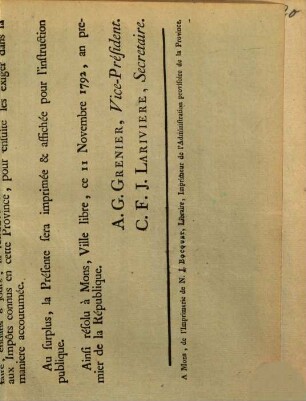 aux Impôts connus en cette Province, pour ensuite les exiger dans la
maniere accoutumée.
Au surplus, la Présente sera imprimée & affichée pour l'instruction
publique.
Ainsi résolu à Mons, Ville libre, ce 11 Novembre 1792, an pre-
mier de la République.
A. G. GRENIER, Vice-Président.
C. F. J. LARIVIERE, Secretaire.
A Mons, de l'Imprimerie de N. J. Bocquet, Libraire, Imprimeur de l'Administration provisoire de la Province.